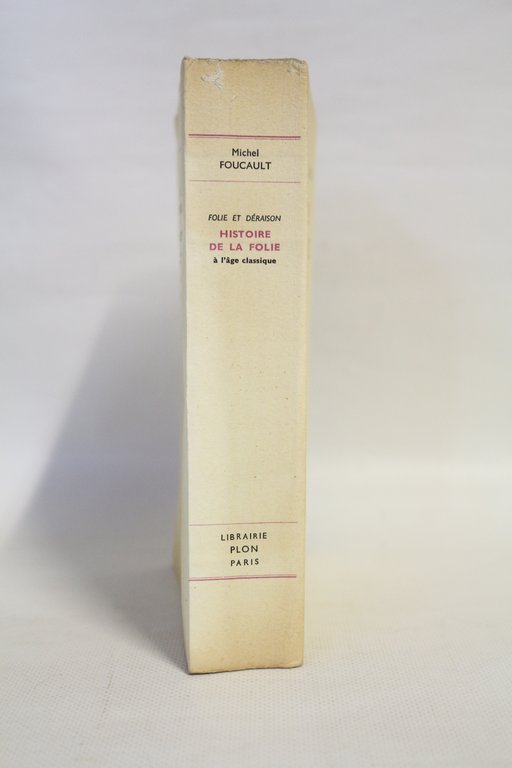 Michel
FOUCAULT
FOLIE ET DÉRAISON
HISTOIRE
DE LA FOLIE
à l'âge classique
LIBRAIRIE
PLON
PARIS